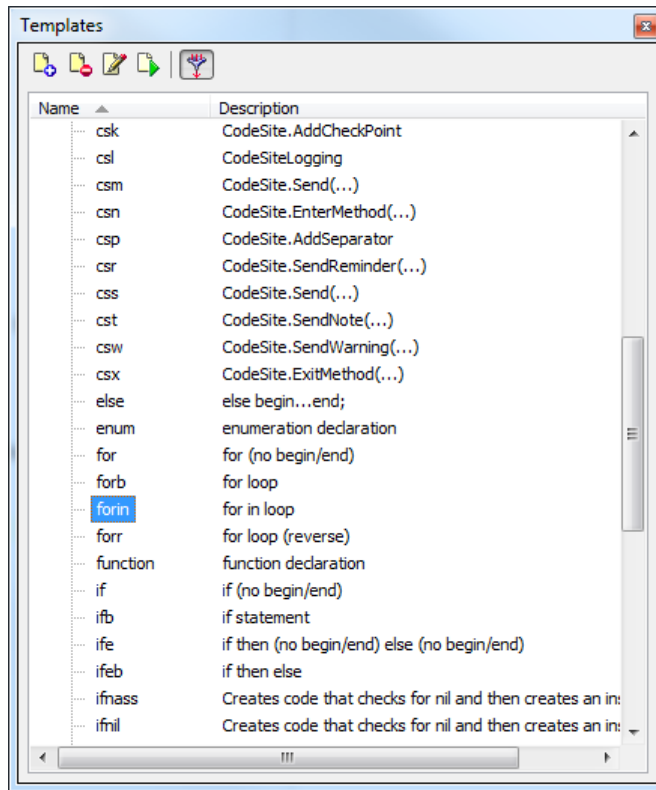 Templates
Name Description
csk CodeSite.AddCheckPoint
csl CodeSiteLogging
csm CodeSite.Send(...)
csn CodeSite.EnterMethod(...)
csp CodeSite.AddSeparator
csr CodeSite.SendReminder(...)
css CodeSite.Send(...)
cst CodeSite.SendNote(...)
csw CodeSite.SendWarning(...)
csx CodeSite.ExitMethod(...)
else else begin...end;
enum enumeration declaration
for for (no begin/end)
forb for loop
forin for in loop
forr for loop (reverse)
function function declaration
if if (no begin/end)
ifb if statement
ife if then (no begin/end) else (no begin/end)
ifeb if then else
ifnass Creates code that checks for nil and then creates an
ifnil Creates code that checks for nil and then creates an